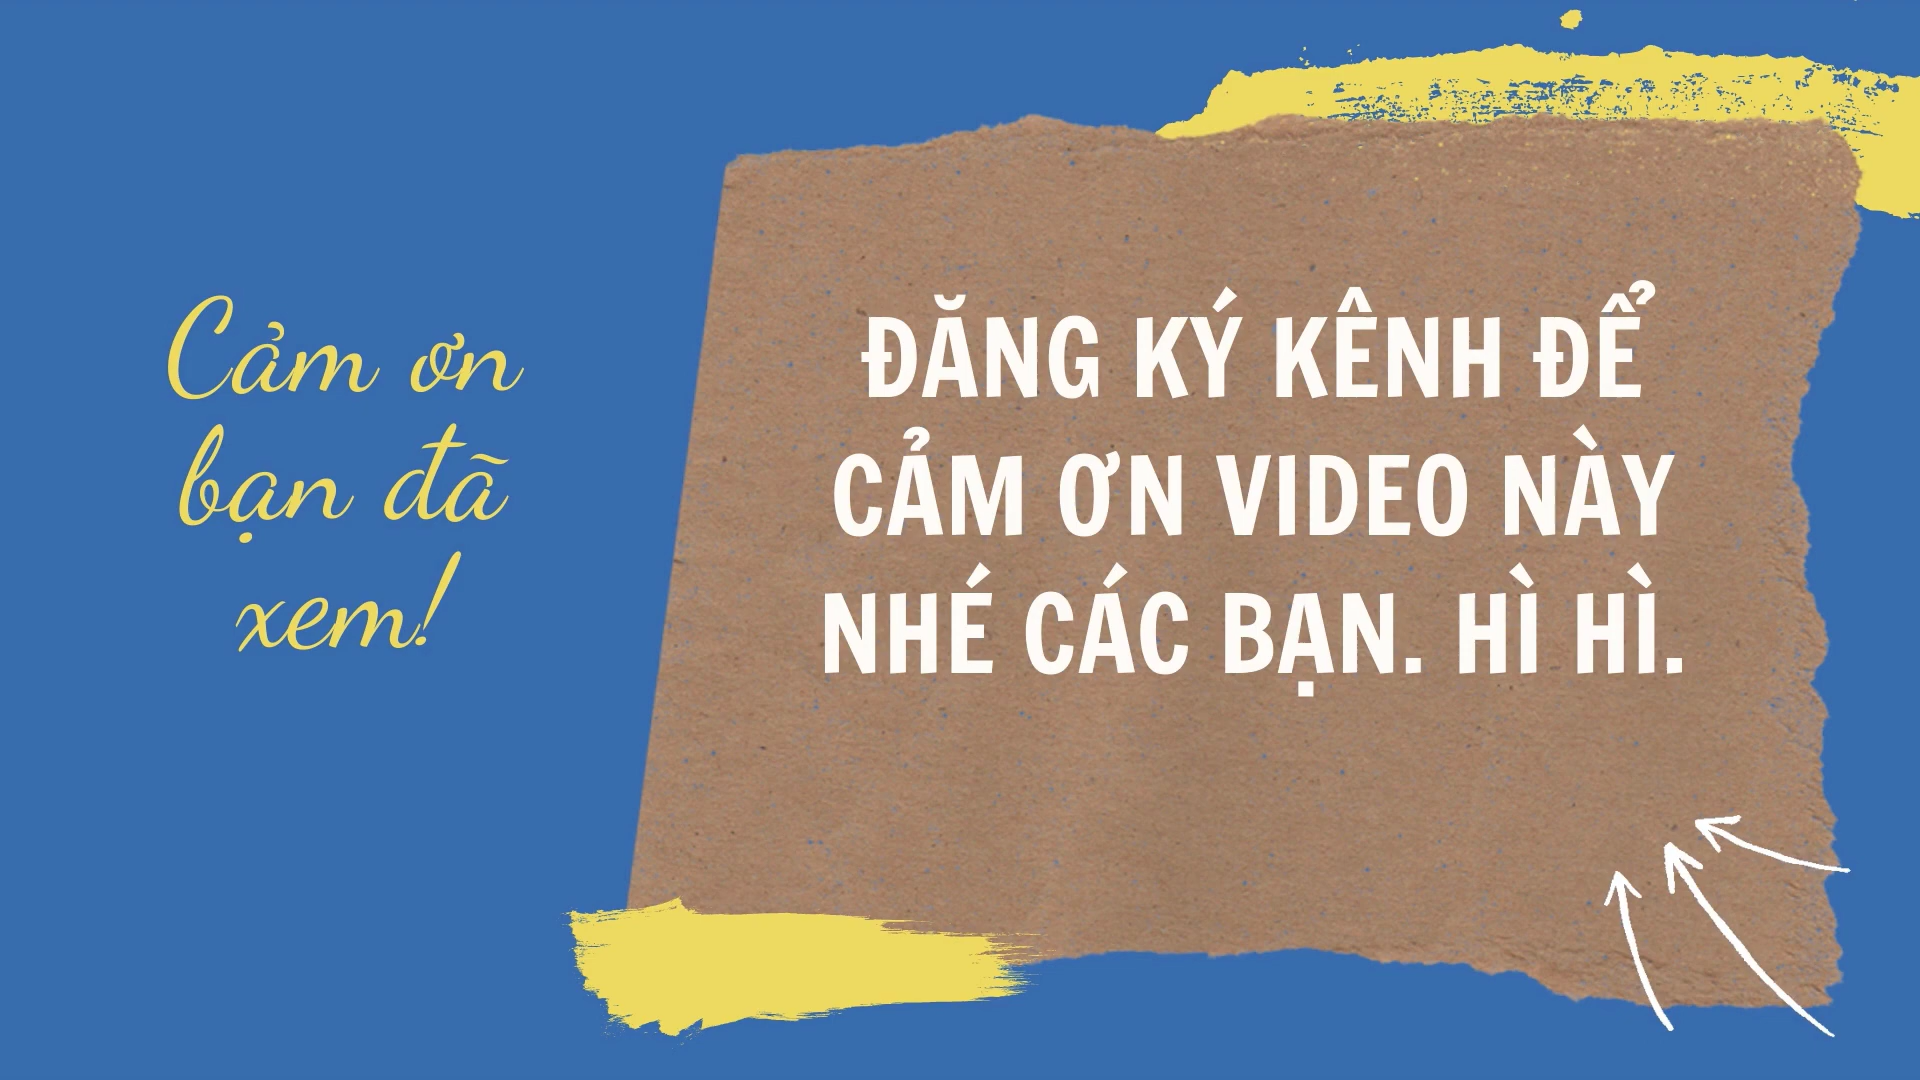 Cảm ơn
bạn đã
xem!
ĐĂNG KÝ KÊNH ĐỂ
CẢM ƠN VIDEO NÀY
NHÉ CÁC BẠN. HÌ HÌ.